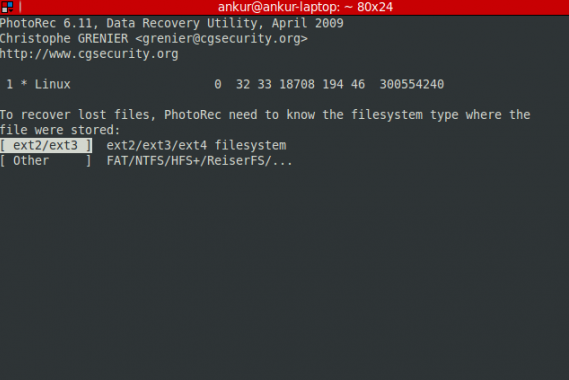 ankur@ankur-laptop: ~ 80x24
PhotoRec 6.11, Data Recovery Utility, April 2009
Christophe GRENIER <grenier@cgsecurity.org>
http://www.cgsecurity.org
1 * Linux                    0  32 33 18708 194 46  300554240
To recover lost files, PhotoRec need to know the filesystem type where the
file were stored:
[ ext2/ext3 ]  ext2/ext3/ext4 filesystem
[ Other     ]  FAT/NTFS/HFS+/ReiserFS/...